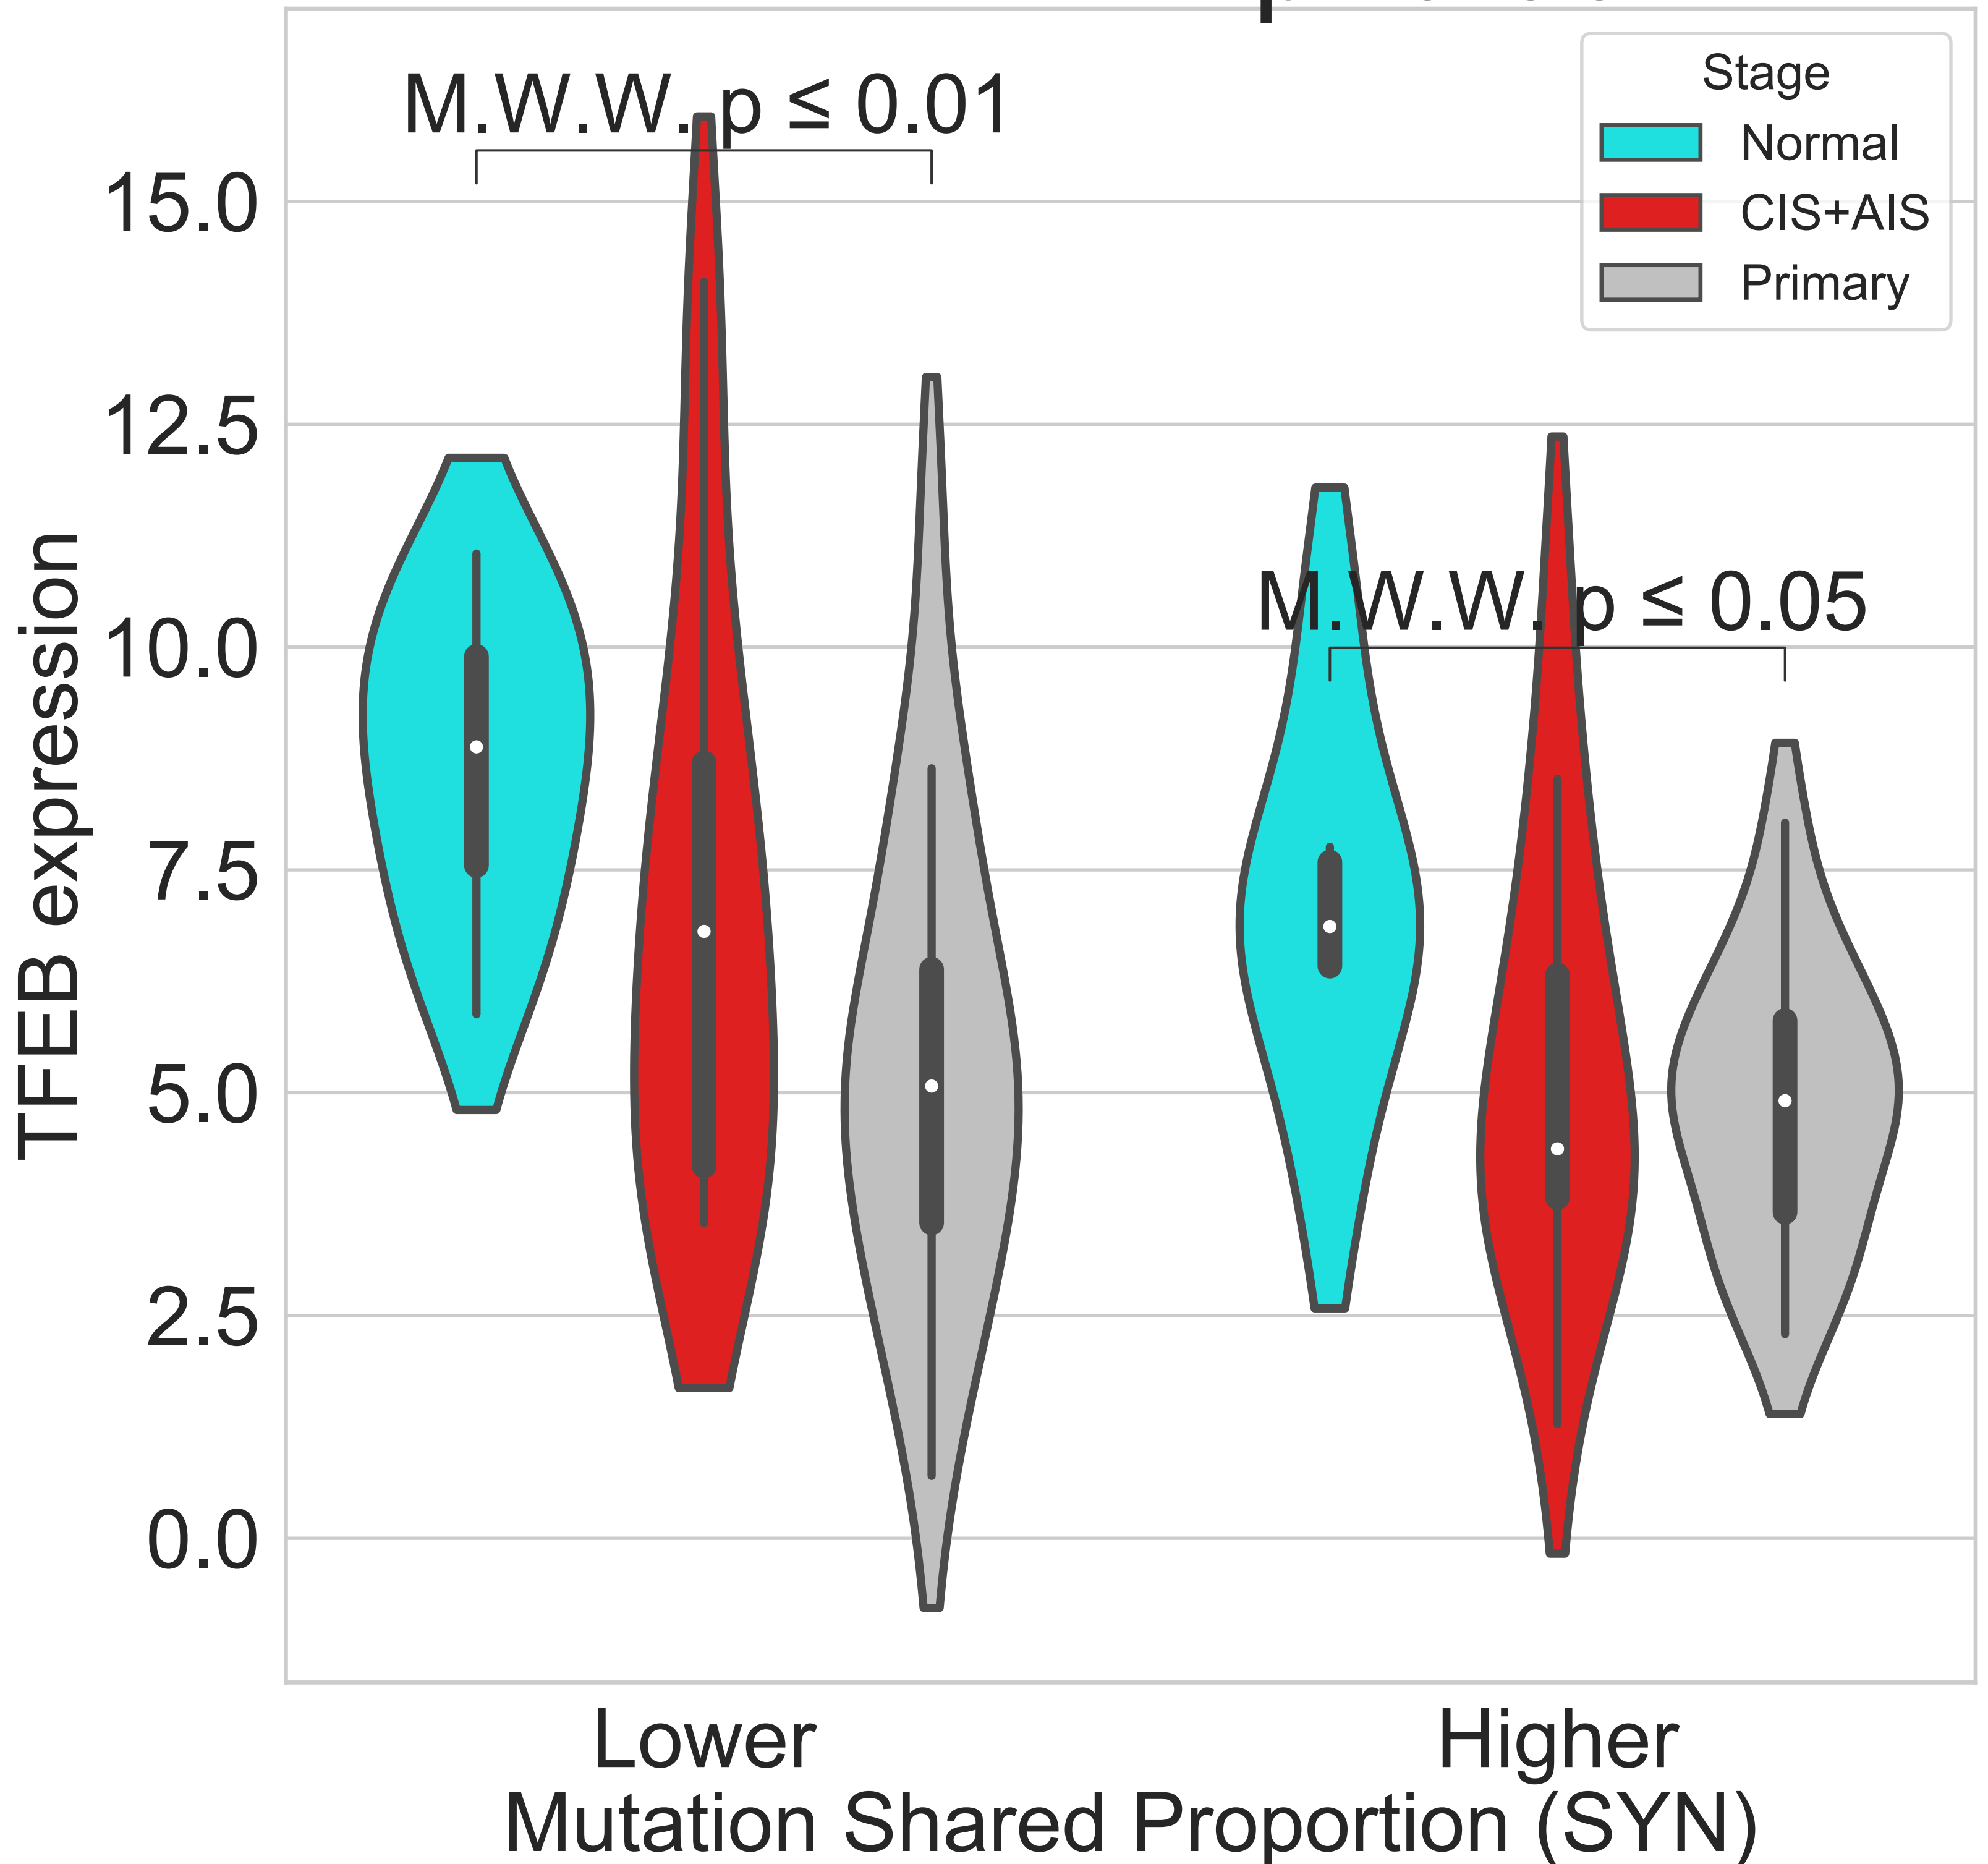 M.W.W. p ≤ 0.01
Stage
Normal
CIS+AIS
Primary
15.0
12.5
10.0
7.5
5.0
2.5
0.0
TFEB expression
M.W.W. p ≤ 0.05
Lower
Higher
Mutation Shared Proportion (SYN)